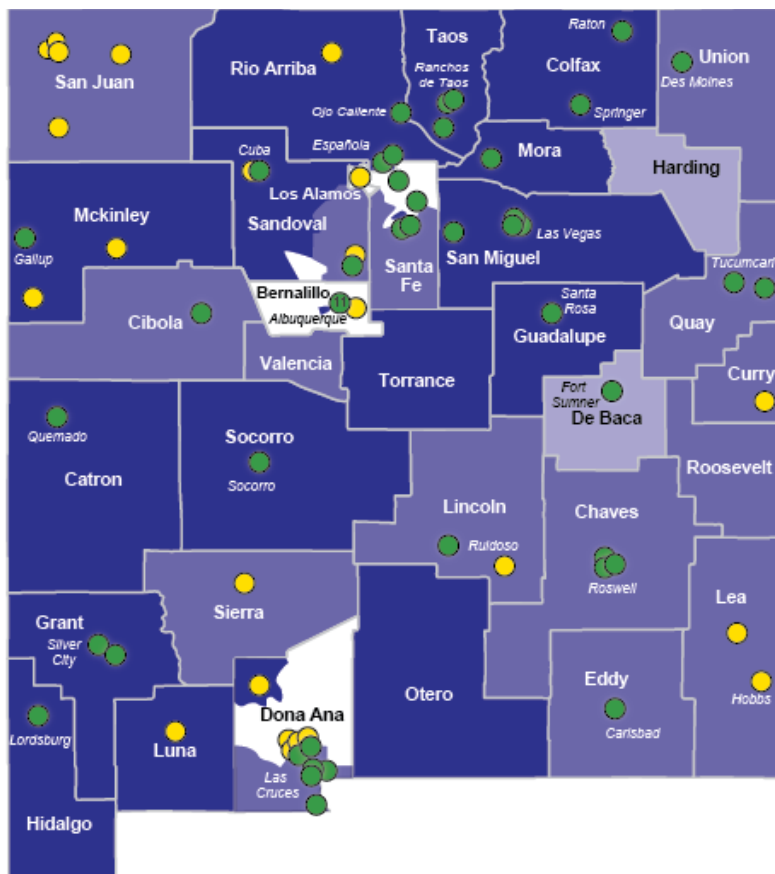 Raton
Taos
Union
Rio Arriba
Colfax
San Juan
Ranchos
de Taos
Des Moines
Ojo Caliente
Springer
Cuba
Española
Mora
Harding
Los Alamos
Mckinley
Sandoval
Las Vegas
Gallup
San Miguel
Santa
Fe
Tucumcari
Bernalillo
Santa
Rosa
11
Albuquerque
Cibola
Quay
Guadalupe
Valencia
Torrance
Curry
Fort
Sumner
De Baca
Quemado
Socorro
Roosevelt
Catron
Socorro
Lincoln
Chaves
Ruidoso
Roswell
Sierra
Lea
Grant
Silver
City
Eddy
Otero
Hobbs
Dona Ana
Lordsburg
Carlsbad
Luna
Las
Cruces
Hidalgo